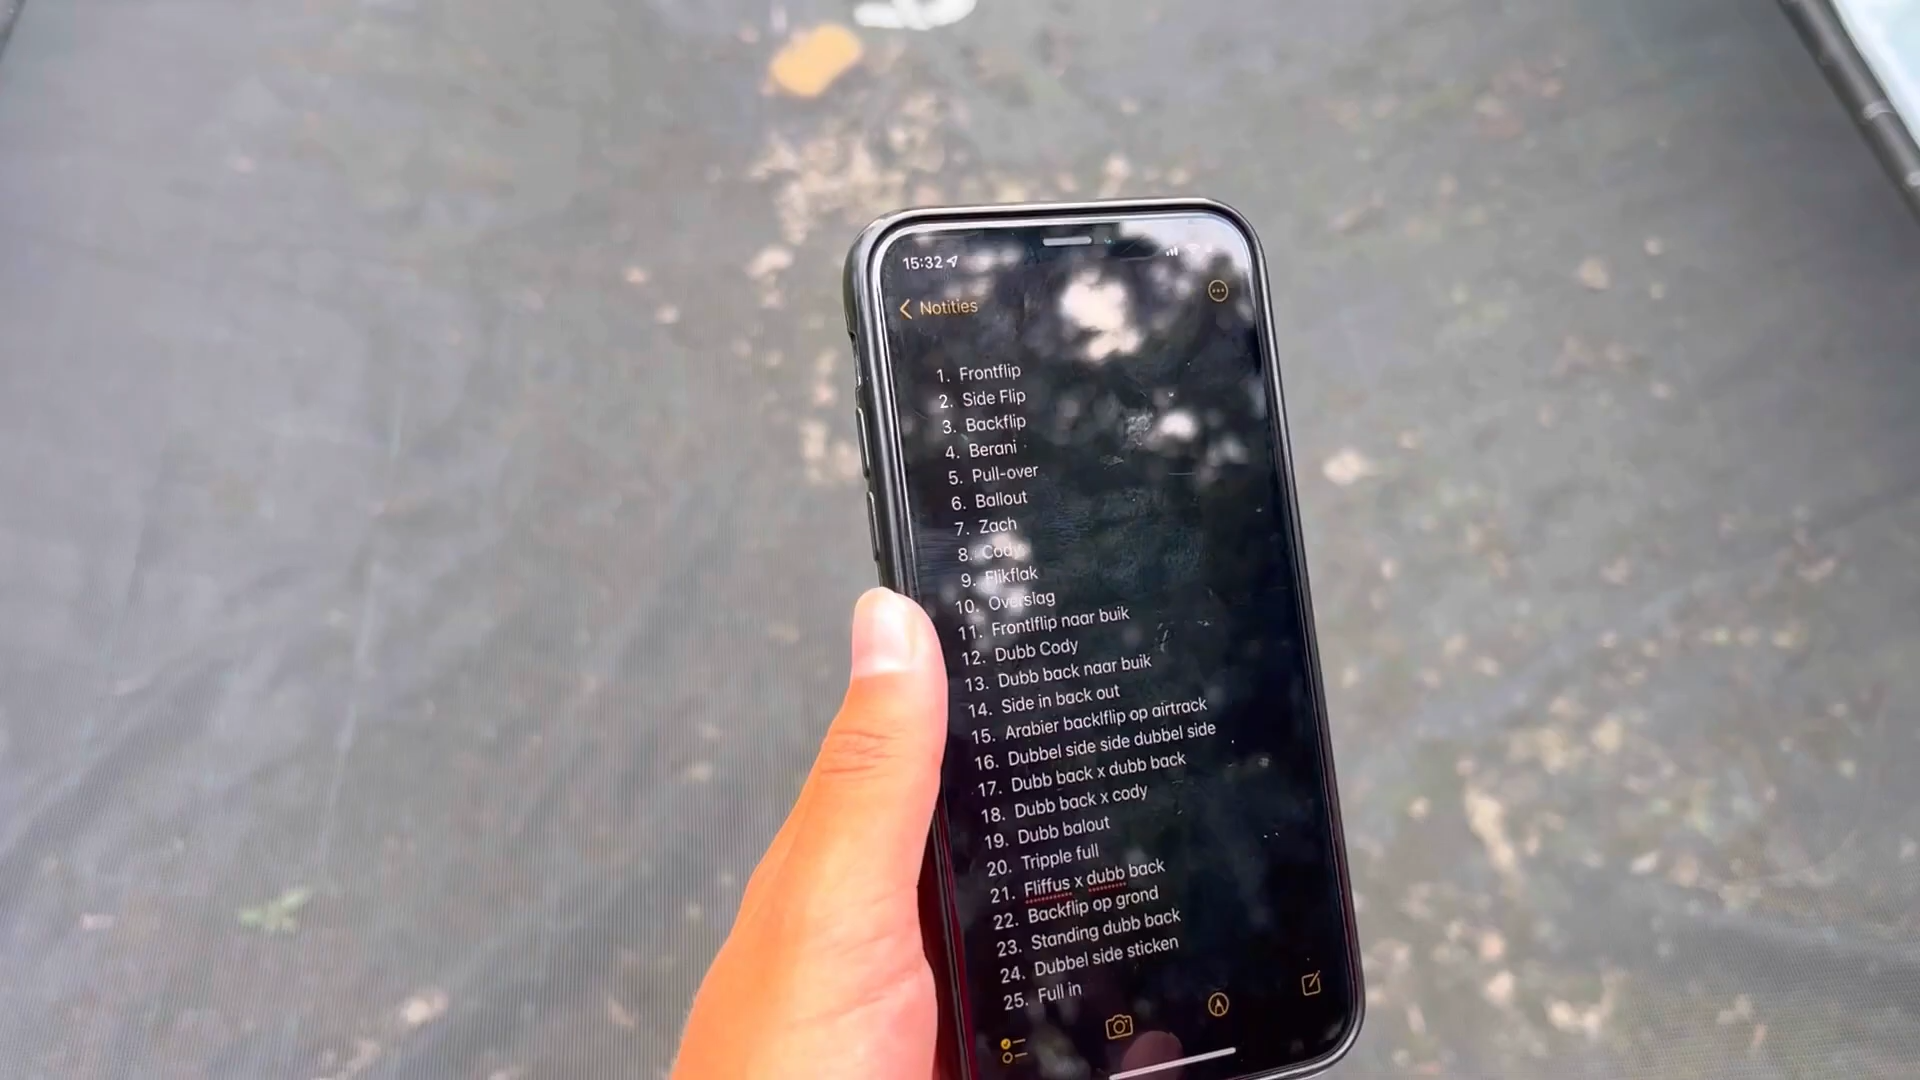 15:32
Notities
1. Frontflip
2. Side Flip
3. Backflip
4. Berani
5. Pull-over
6. Ballout
7. Zach
8. Cody
9. Flikflak
10. Overslag
11. Frontlflip naar buik
12. Dubb Cody
13. Dubb back naar buik
14. Side in back out
15. Arabier backlflip op airtrack
16. Dubbel side side dubbel side
17. Dubb back x dubb back
18. Dubb back x cody
19. Dubb balout
20. Tripple full
21. Fliffus x dubb back
22. Backflip op grond
23. Standing dubb back
24. Dubbel side sticken
25. Full in